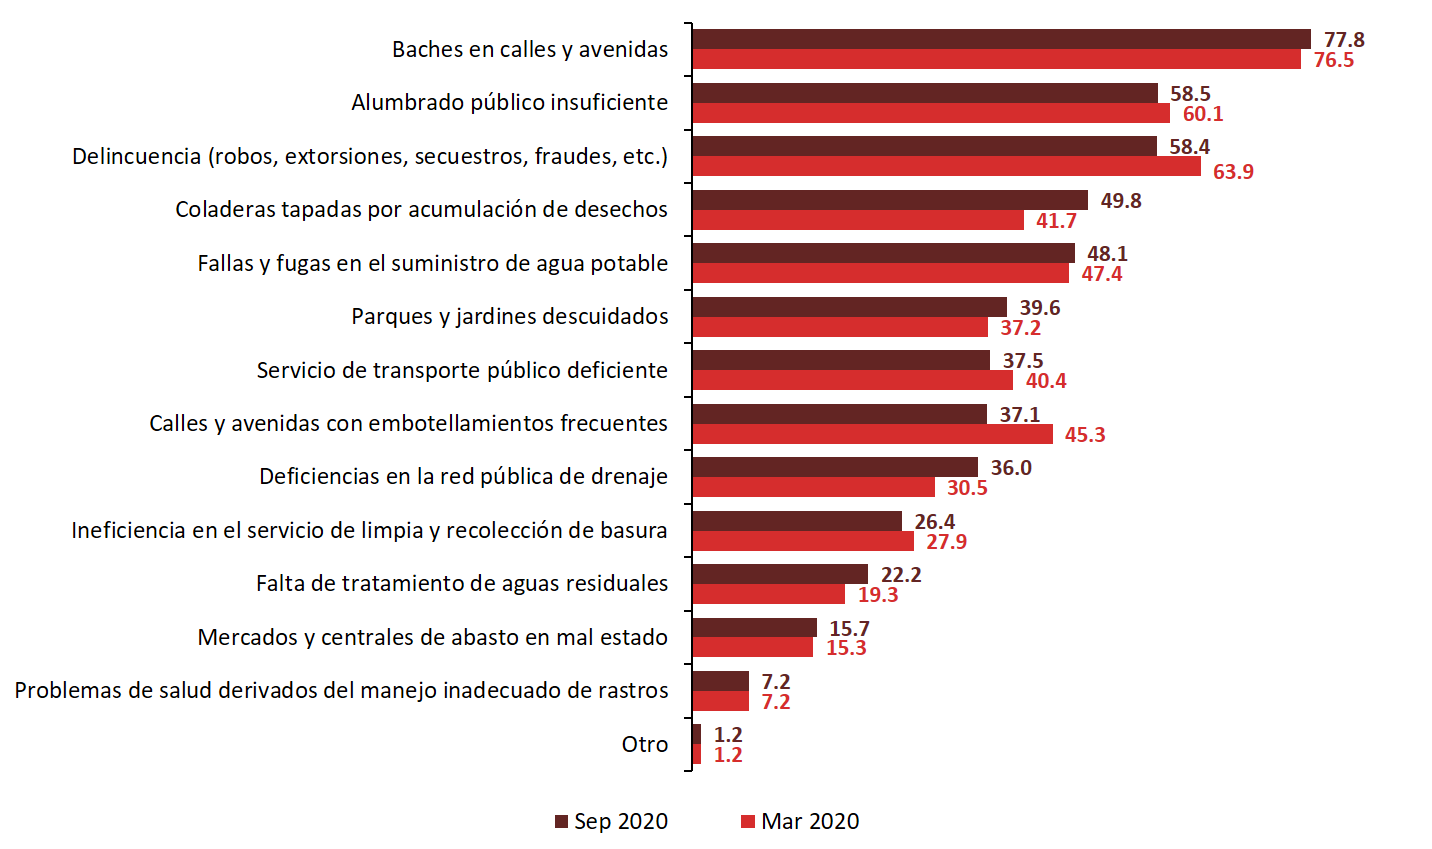 Baches en calles y avenidas
77.8
76.5
Alumbrado público insuficiente
58.5
60.1
Delincuencia (robos, extorsiones, secuestros, fraudes, etc.)
58.4
63.9
Coladeras tapadas por acumulación de desechos
49.8
41.7
Fallas y fugas en el suministro de agua potable
48.1
47.4
Parques y jardines descuidados
39.6
37.2
Servicio de transporte público deficiente
37.5
40.4
Calles y avenidas con embotellamientos frecuentes
37.1
45.3
Deficiencias en la red pública de drenaje
36.0
30.5
Ineficiencia en el servicio de limpia y recolección de basura
26.4
27.9
Falta de tratamiento de aguas residuales
22.2
19.3
Mercados y centrales de abasto en mal estado
15.7
15.3
Problemas de salud derivados del manejo inadecuado de rastros
7.2
7.2
Otro
1.2
1.2
Sep 2020 Mar 2020